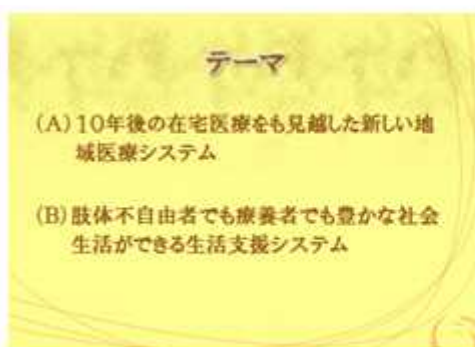 テーマ
(A)10年後の在宅医療をも見越した新しい地
域医療システム
(B)肢体不自由者でも療養者でも豊かな社会
生活ができる生活支援システム